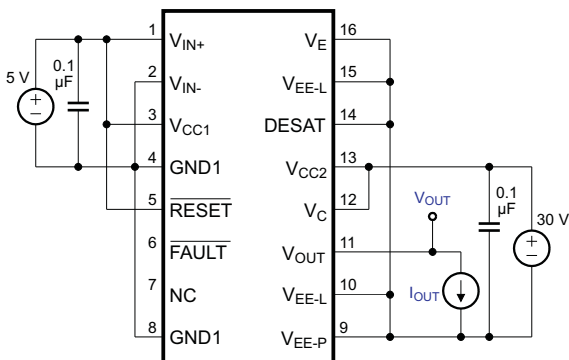 1 V_IN+ V_E 16
2 V_IN- V_EE-L 15
3 V_CC1 DESAT 14
4 GND1 V_CC2 13
5 RESET V_C 12
6 FAULT V_OUT 11
7 NC V_EE-L 10
8 GND1 V_EE-P 9
5 V
0.1
µF
V_OUT
I_OUT
0.1
µF
30 V